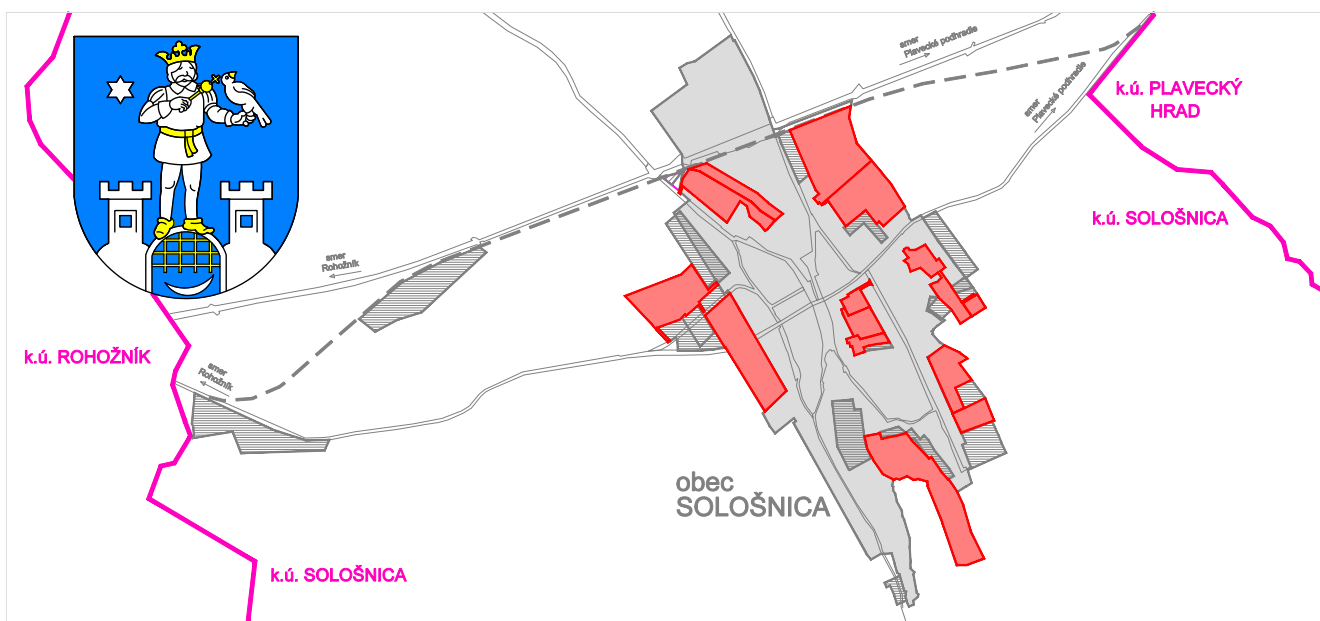 smer
Plavecké podhradie
smer
Plavecké podhradie
k.ú. PLAVECKÝ
HRAD
k.ú. SOLOŠNICA
smer
Rohožník
k.ú. ROHOŽNÍK
smer
Rohožník
obec
SOLOŠNICA
k.ú. SOLOŠNICA